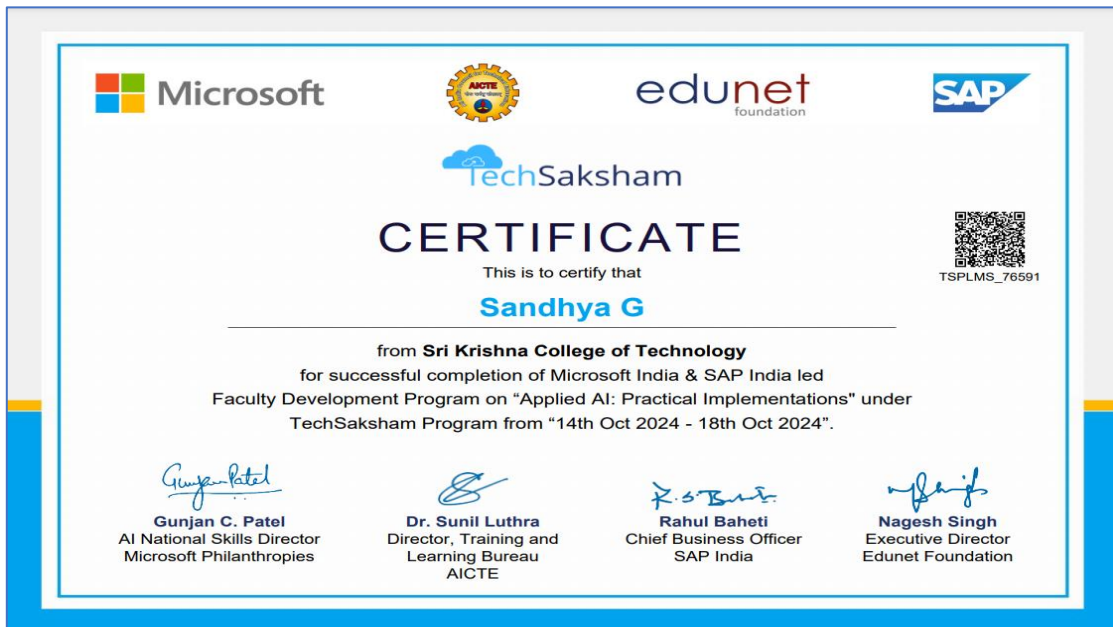 Microsoft
AICTE
edunet
foundation
SAP
TechSaksham
CERTIFICATE
This is to certify that
TSPLMS_76591
Sandhya G
from Sri Krishna College of Technology
for successful completion of Microsoft India & SAP India led
Faculty Development Program on “Applied AI: Practical Implementations" under
TechSaksham Program from “14th Oct 2024 - 18th Oct 2024”.
Gunjan Patel
R.S.
Gunjan C. Patel
AI National Skills Director
Microsoft Philanthropies
Dr. Sunil Luthra
Director, Training and
Learning Bureau
AICTE
Rahul Baheti
Chief Business Officer
SAP India
Nagesh Singh
Executive Director
Edunet Foundation